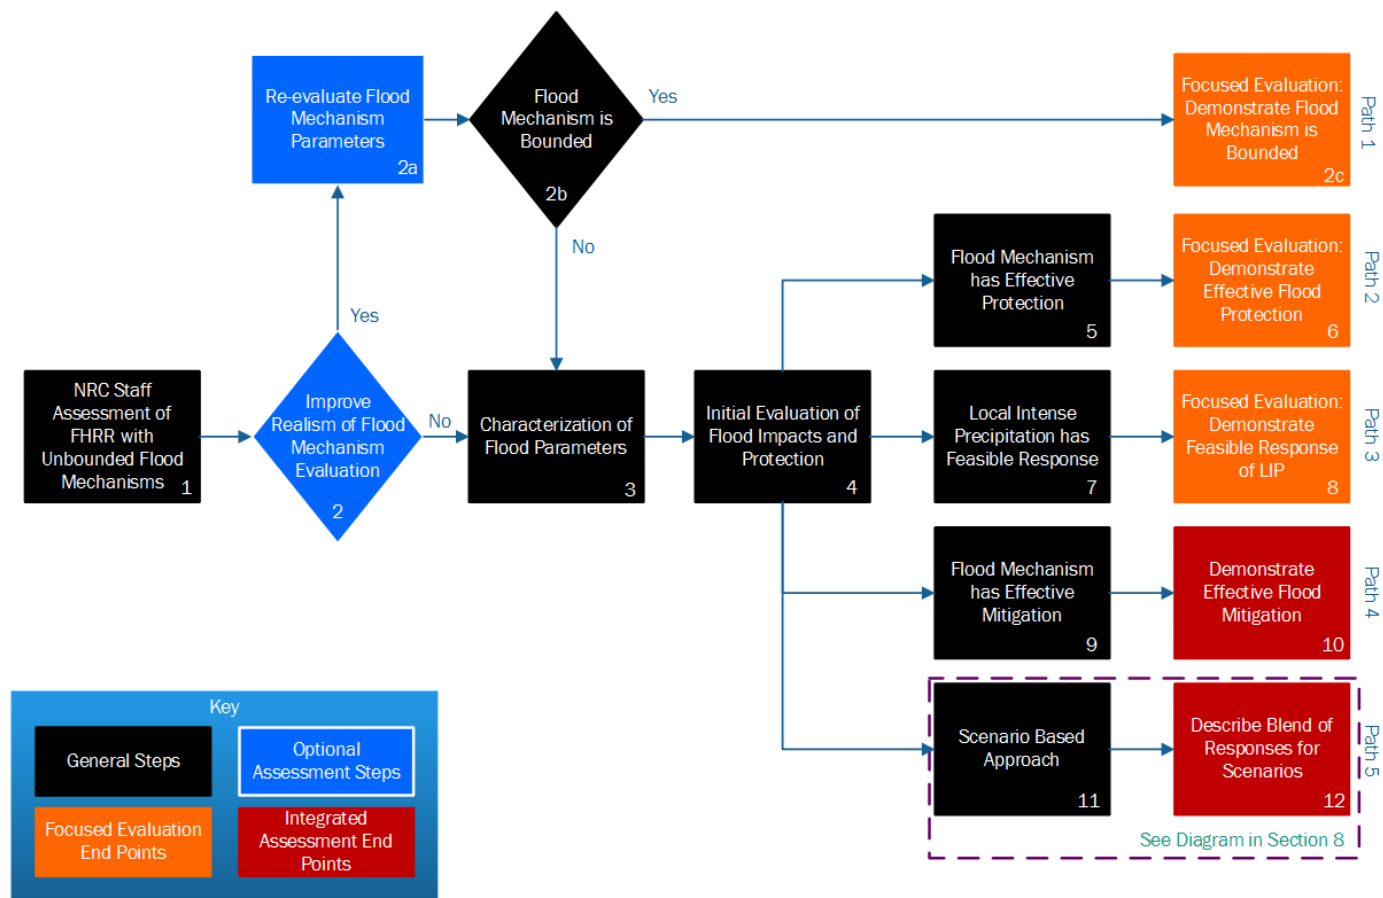 Re-evaluate Flood
Mechanism
Parameters
2a
Flood
Mechanism is
Bounded
2b
Yes
Focused Evaluation:
Demonstrate Flood
Mechanism is
Bounded
2c
Path 1
No
Yes
Flood Mechanism
has Effective
Protection
5
Focused Evaluation:
Demonstrate
Effective Flood
Protection
6
Path 2
NRC Staff
Assessment of
FHRR with
Unbounded Flood
Mechanisms
1
Improve
Realism of Flood
Mechanism
Evaluation
2
No
Characterization of
Flood Parameters
3
Initial Evaluation of
Flood Impacts and
Protection
4
Local Intense
Precipitation has
Feasible Response
7
Focused Evaluation:
Demonstrate
Feasible Response
of LIP
8
Path 3
Flood Mechanism
has Effective
Mitigation
9
Demonstrate
Effective Flood
Mitigation
10
Path 4
Scenario Based
Approach
11
Describe Blend of
Responses for
Scenarios
12
Path 5
See Diagram in Section 8
Key
General Steps
Optional
Assessment Steps
Focused Evaluation
End Points
Integrated
Assessment End
Points